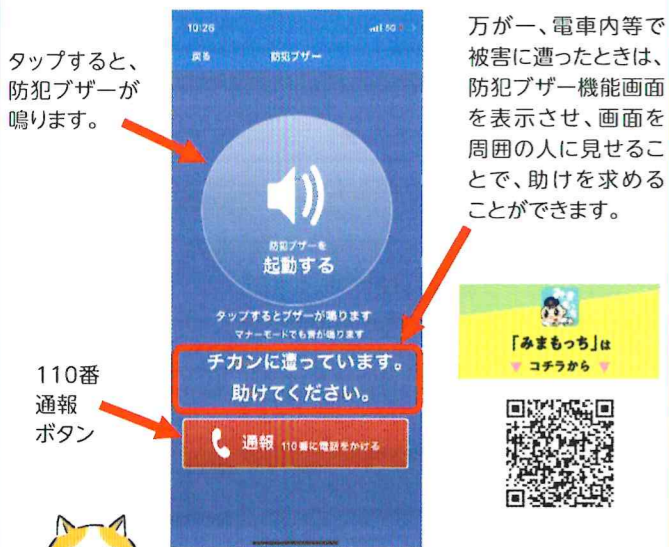 タップすると、
防犯ブザーが
鳴ります。
10:26
5G
戻る
防犯ブザー
防犯ブザーを
起動する
タップするとブザーが鳴ります
マナーモードでも音が鳴ります
チカンに遭っています。
助けてください。
110番
通報
ボタン
通報 110番に電話をかける
万が一、電車内等で
被害に遭ったときは、
防犯ブザー機能画面
を表示させ、画面を
周囲の人に見せるこ
とで、助けを求める
ことができます。
「みまもっち」は
▼ コチラから ▼